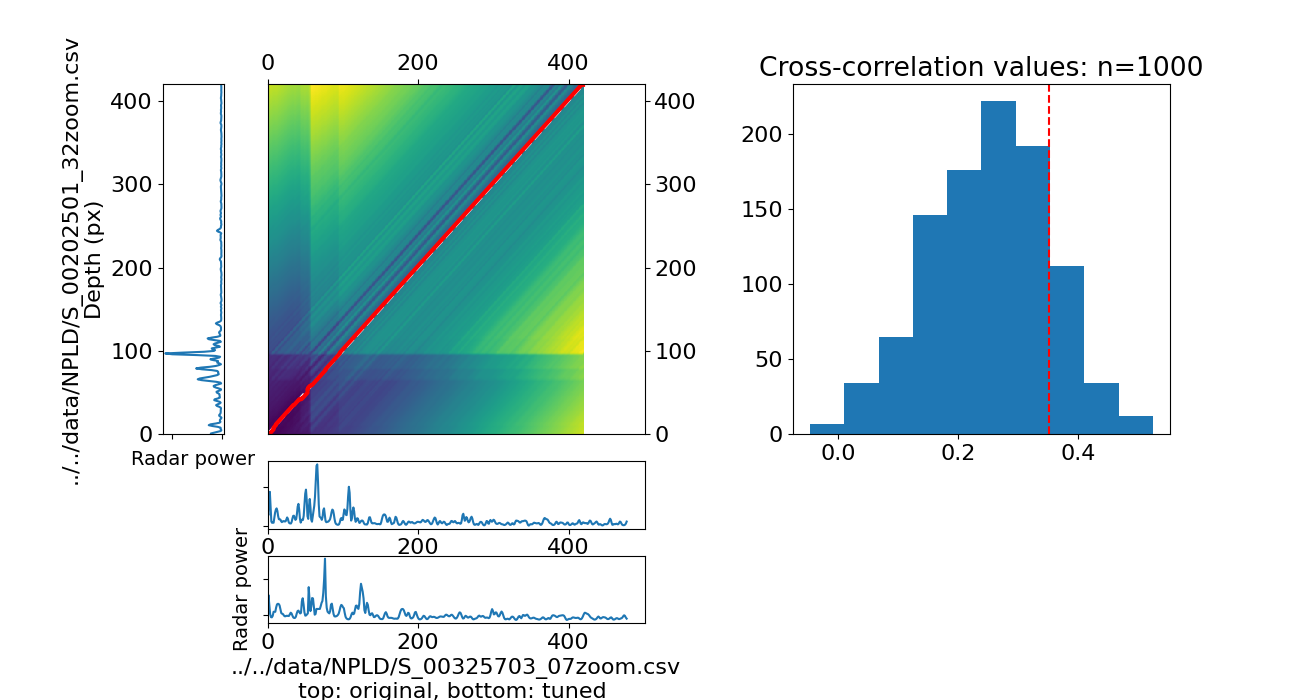 ../../data/NPLD/S_00202501_32zoom.csv
Depth (px)
0 200 400
400
300
200
100
0
400
300
200
100
0
Radar power
0 200 400
Radar power
0 200 400
../../data/NPLD/S_00325703_07zoom.csv
top: original, bottom: tuned
Cross-correlation values: n=1000
200
150
100
50
0
0.0 0.2 0.4